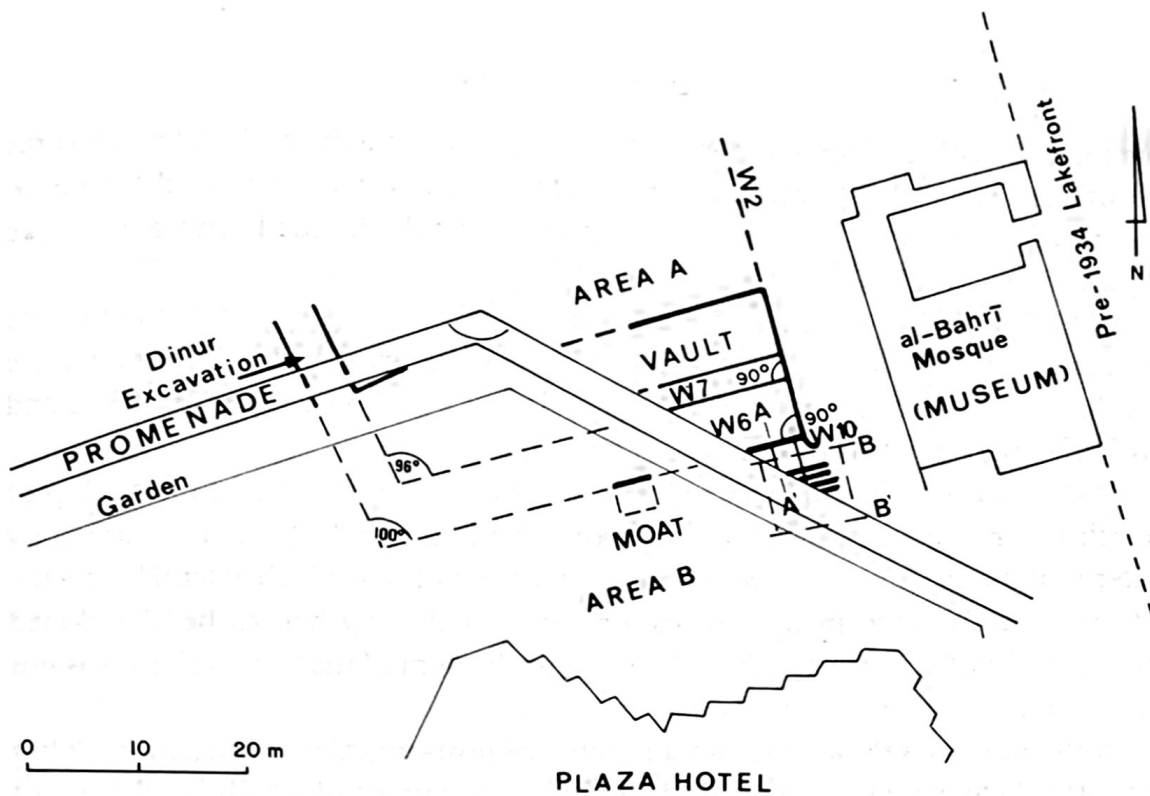 Pre-1934 Lakefront
N
W2
AREA A
al-Baḥrī
Mosque
(MUSEUM)
Dinur
Excavation
PROMENADE
Garden
VAULT
W7
90°
W6
A
90°
W10
B
96°
100°
A'
B'
MOAT
AREA B
0 10 20 m
PLAZA HOTEL